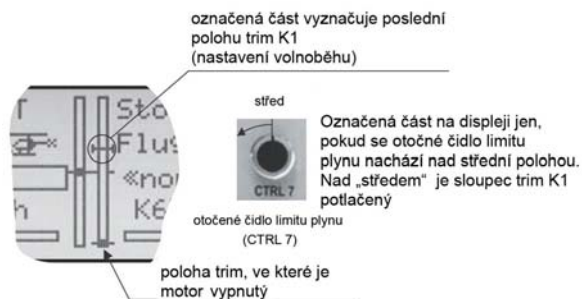 označená část vyznačuje poslední
polohu trim K1
(nastavení volnoběhu)
Sto
Flug
«no
K6
h
střed
CTRL 7
otočené čidlo limitu plynu
(CTRL 7)
Označená část na displeji jen,
pokud se otočné čidlo limitu
plynu nachází nad střední polohou.
Nad „středem“ je sloupec trim K1
potlačený
poloha trim, ve které je
motor vypnutý